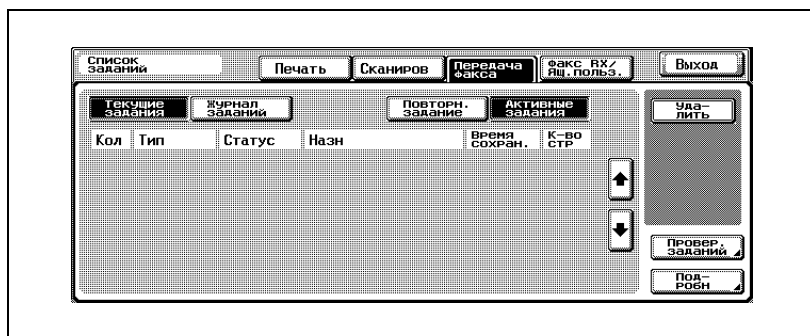 Список
заданий
Печать
Сканиров
Передача
факса
Факс RX/
Ящ.польз.
Выход
Текущие
задания
Журнал
заданий
Повторн.
задание
Активные
задания
Уда-
лить
Кол Тип Статус Назн Время сохран. К-во стр
Провер.
заданий
Под-
робн